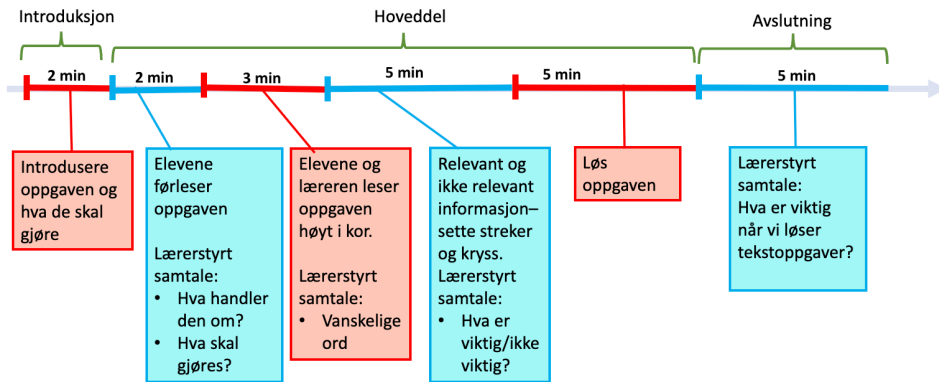 Introduksjon
Hoveddel
Avslutning
2 min
2 min
3 min
5 min
5 min
5 min
Introdusere
oppgaven og
hva de skal
gjøre
Elevene
førleser
oppgaven
Lærerstyrt
samtale:
• Hva handler
den om?
• Hva skal
gjøres?
Elevene og
læreren leser
oppgaven
høyt i kor.
Lærerstyrt
samtale:
• Vanskelige
ord
Relevant og
ikke relevant
informasjon–
sette streker
og kryss.
Lærerstyrt
samtale:
• Hva er
viktig/ikke
viktig?
Løs
oppgaven
Lærerstyrt
samtale:
Hva er viktig
når vi løser
tekstoppgaver?